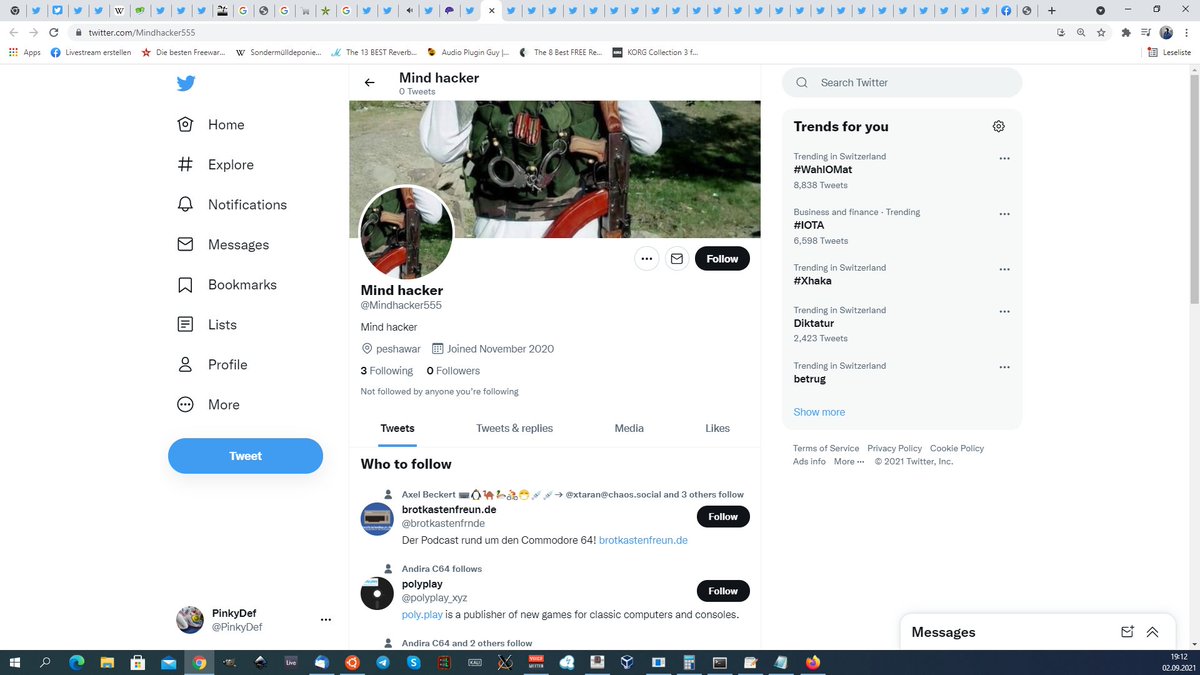 twitter.com/Mindhacker555
Apps
Livestream erstellen
Die besten Freewar...
Sondermülldeponie...
The 13 BEST Reverb...
Audio Plugin Guy |...
The 8 Best FREE Re...
KORG Collection 3 f...
Leseliste
Home
Explore
Notifications
Messages
Bookmarks
Lists
Profile
More
Tweet
PinkyDef
@PinkyDef
Mind hacker
0 Tweets
Follow
Mind hacker
@Mindhacker555
Mind hacker
peshawar Joined November 2020
3 Following 0 Followers
Not followed by anyone you're following
Tweets Tweets & replies Media Likes
Who to follow
Axel Beckert ⌨️🐧🐪🦎🚴😷💉💉→ @xtaran@chaos.social and 3 others follow
brotkastenfreun.de
@brotkastenfrnde
Follow
Der Podcast rund um den Commodore 64! brotkastenfreun.de
Andira C64 follows
polyplay
@polyplay_xyz
Follow
poly.play is a publisher of new games for classic computers and consoles.
Andira C64 and 2 others follow
Search Twitter
Trends for you
Trending in Switzerland
#WahlOMat
8,838 Tweets
Business and finance · Trending
#IOTA
6,598 Tweets
Trending in Switzerland
#Xhaka
Trending in Switzerland
Diktatur
2,423 Tweets
Trending in Switzerland
betrug
Show more
Terms of Service Privacy Policy Cookie Policy
Ads info More ··· © 2021 Twitter, Inc.
Messages
Live
19:12
02.09.2021